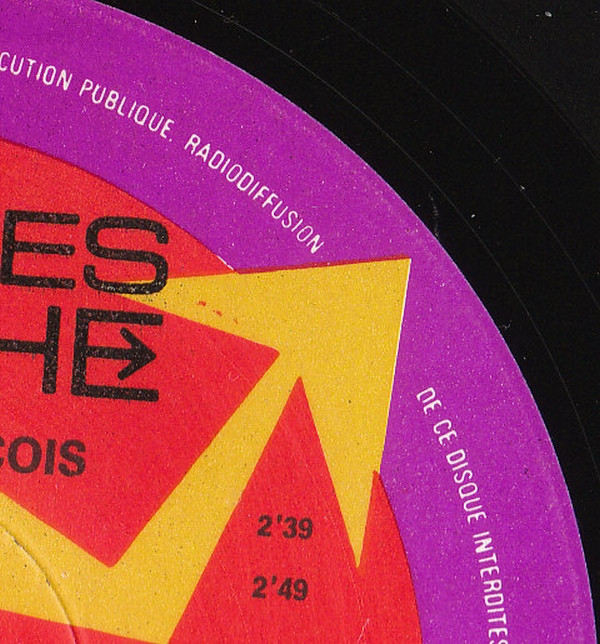 CUTION PUBLIQUE. RADIODIFFUSION
DE CE DISQUE INTERDITES
ES
HE
COIS
2'39
2'49